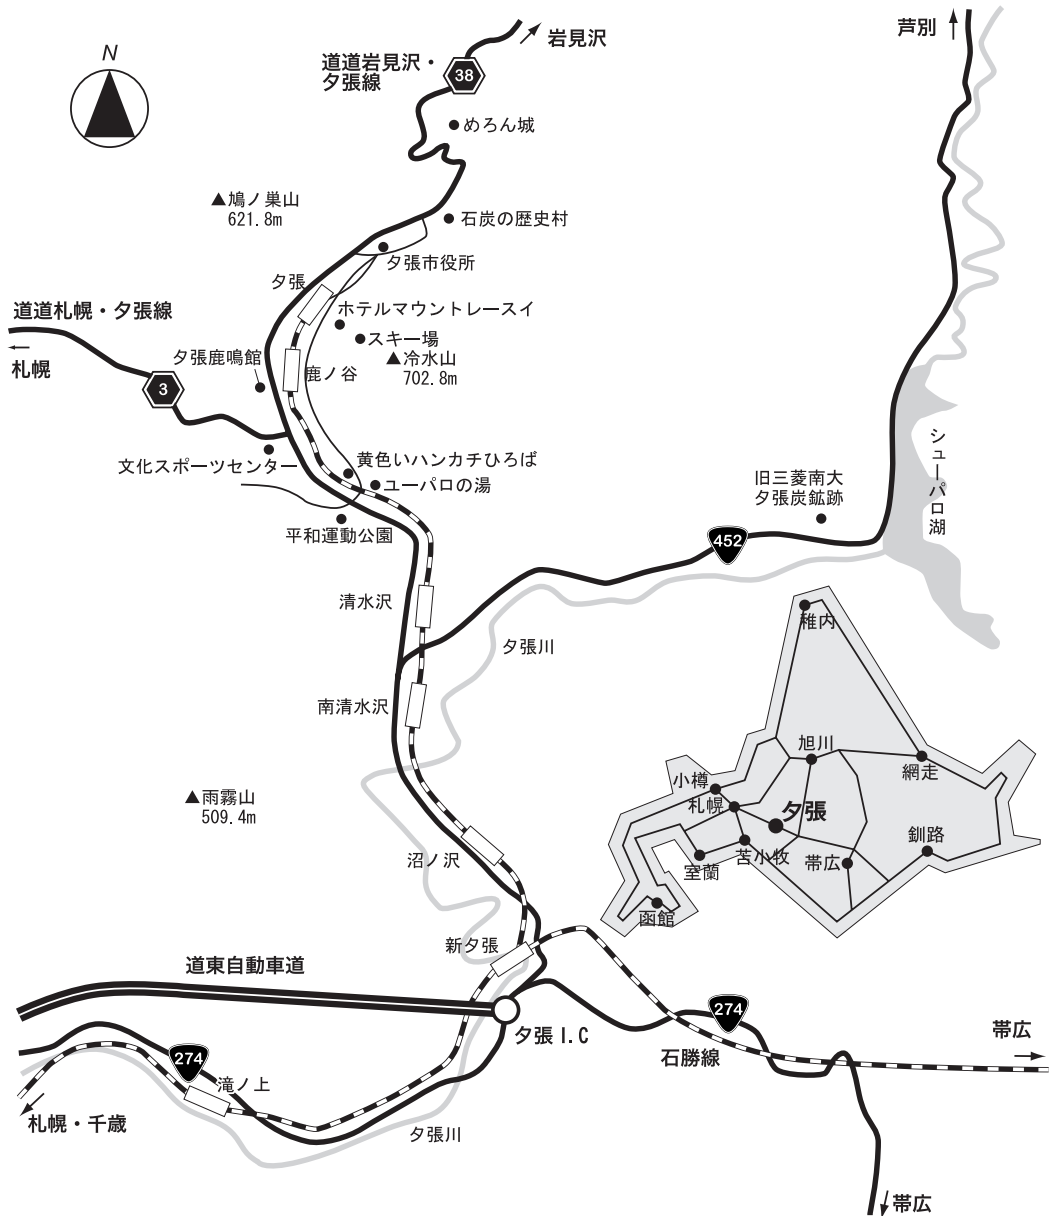 N
岩見沢
道道岩見沢・
夕張線
38
芦別
めろん城
▲鳩ノ巣山
621.8m
石炭の歴史村
夕張市役所
夕張
道道札幌・夕張線
ホテルマウントレースイ
スキー場
札幌
夕張鹿鳴館
▲冷水山
702.8m
鹿ノ谷
3
シューパロ湖
文化スポーツセンター
黄色いハンカチひろば
ユーパロの湯
旧三菱南大
夕張炭鉱跡
平和運動公園
452
清水沢
夕張川
稚内
南清水沢
旭川
網走
小樽
札幌
夕張
▲雨霧山
509.4m
釧路
苫小牧
帯広
室蘭
沼ノ沢
函館
新夕張
道東自動車道
274
夕張I.C
帯広
石勝線
274
滝ノ上
札幌・千歳
夕張川
帯広